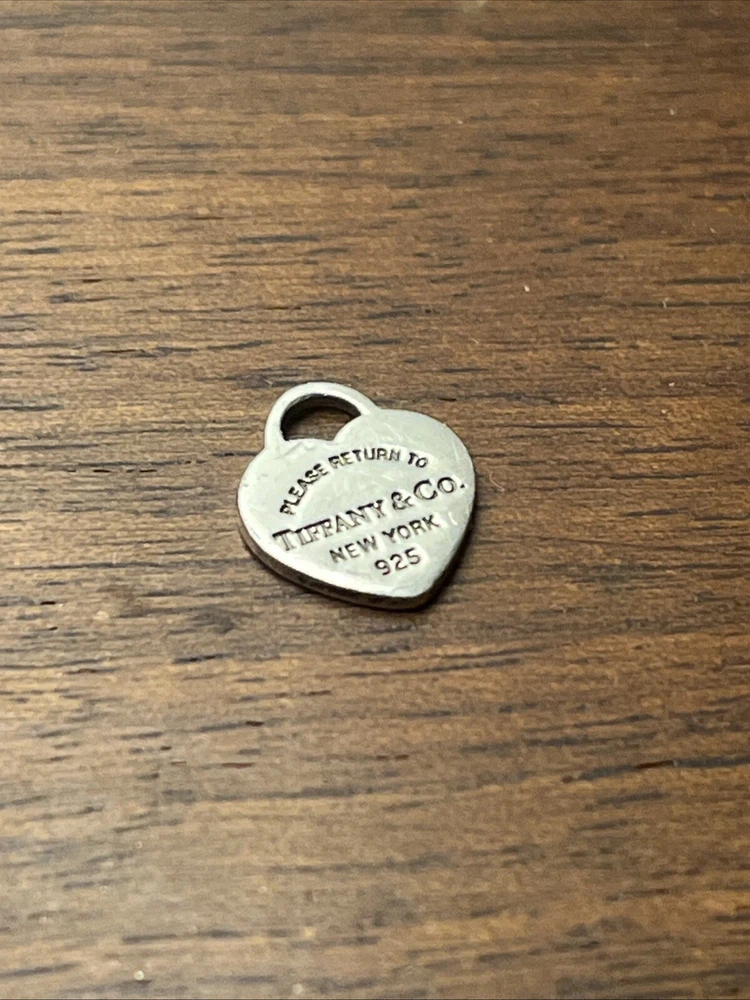 PLEASE RETURN TO
TIFFANY & CO.
NEW YORK
925